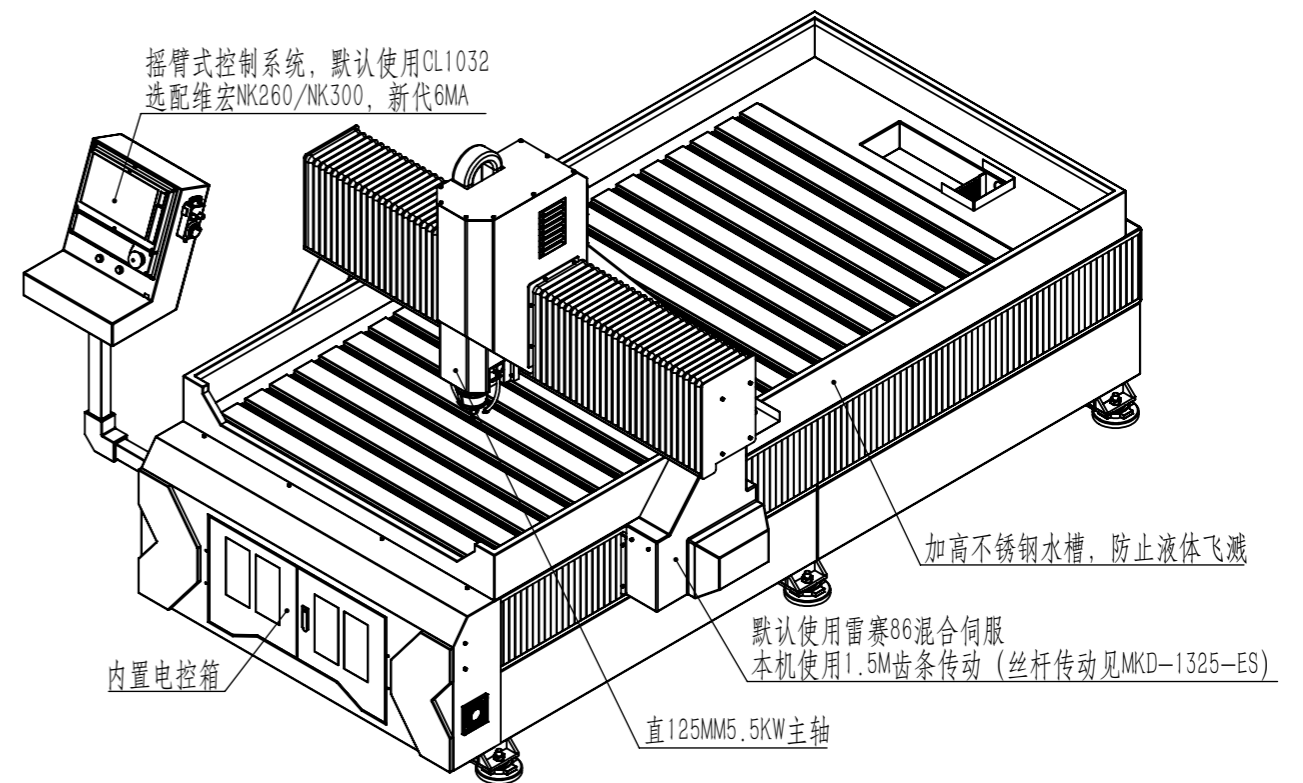 摇臂式控制系统，默认使用CL1032
选配维宏NK260/NK300，新代6MA
加高不锈钢水槽，防止液体飞溅
默认使用雷赛86混合伺服
本机使用1.5M齿条传动（丝杆传动见MKD-1325-ES）
内置电控箱
直125MM5.5KW主轴